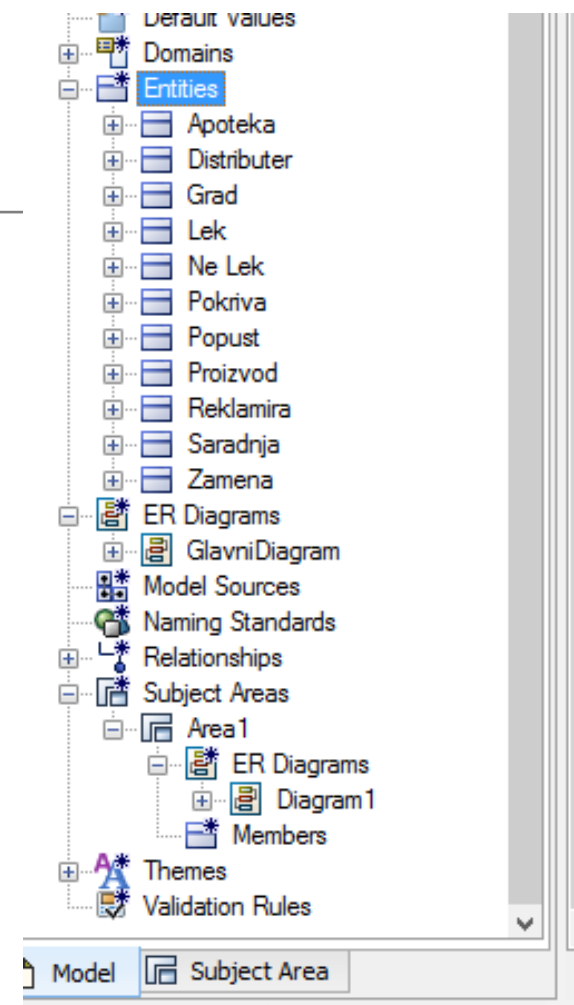 Default Values
Domains
Entities
Apoteka
Distributer
Grad
Lek
Ne Lek
Pokriva
Popust
Proizvod
Reklamira
Saradnja
Zamena
ER Diagrams
GlavniDiagram
Model Sources
Naming Standards
Relationships
Subject Areas
Area1
ER Diagrams
Diagram1
Members
Themes
Validation Rules
Model Subject Area